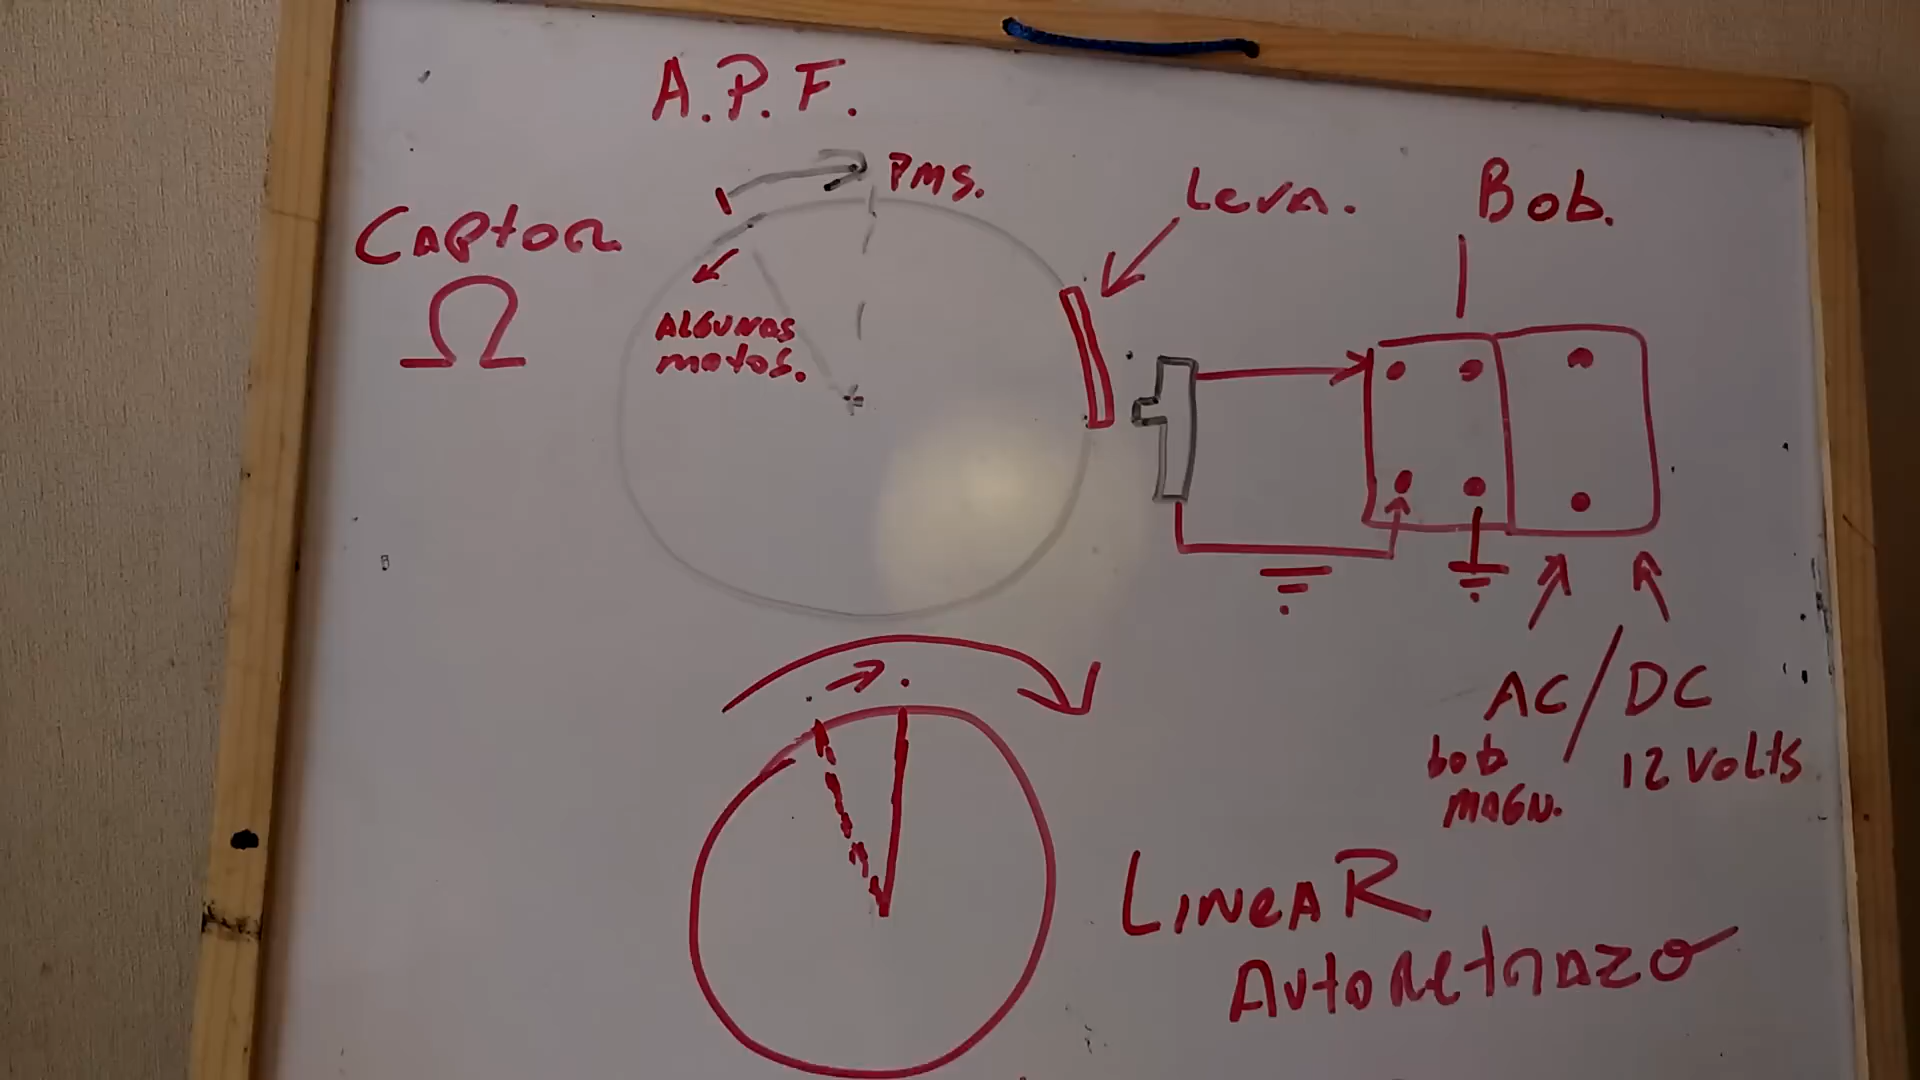 A.P.F.
PMS.
Captor
Ω
Leva.
Bob.
ALGUNAS
motos.
AC/DC
bob
MAGN.
12 VOLTS
LINEAR
AUTORETRAZO